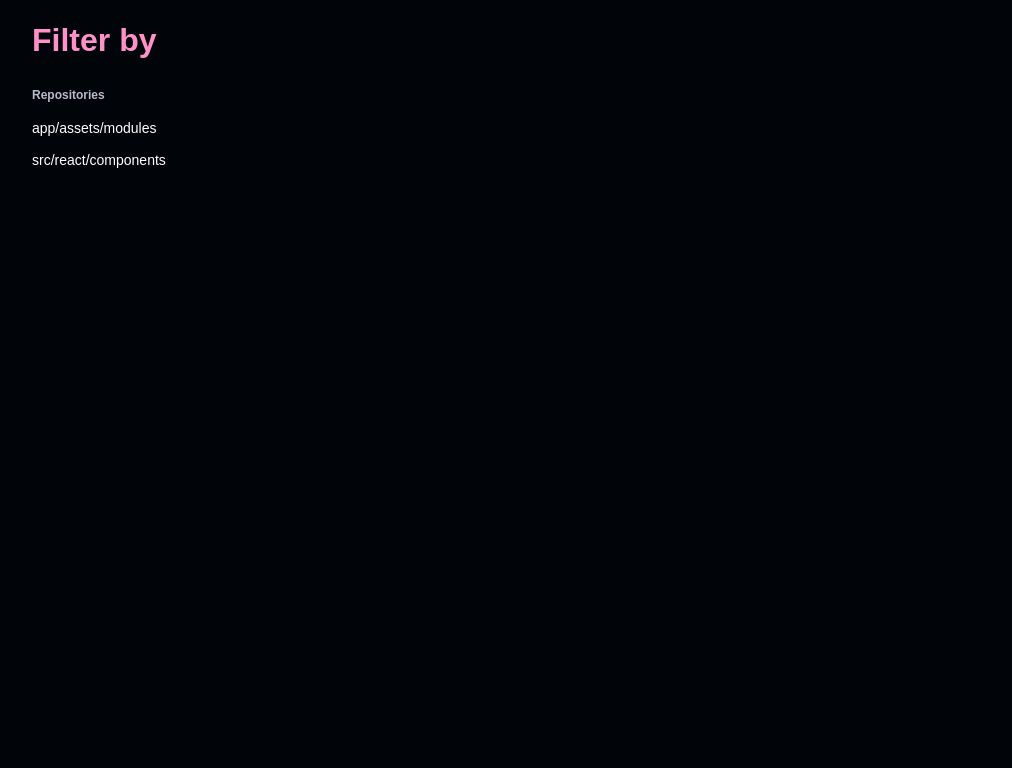 Filter by
Repositories
app/assets/modules
src/react/components